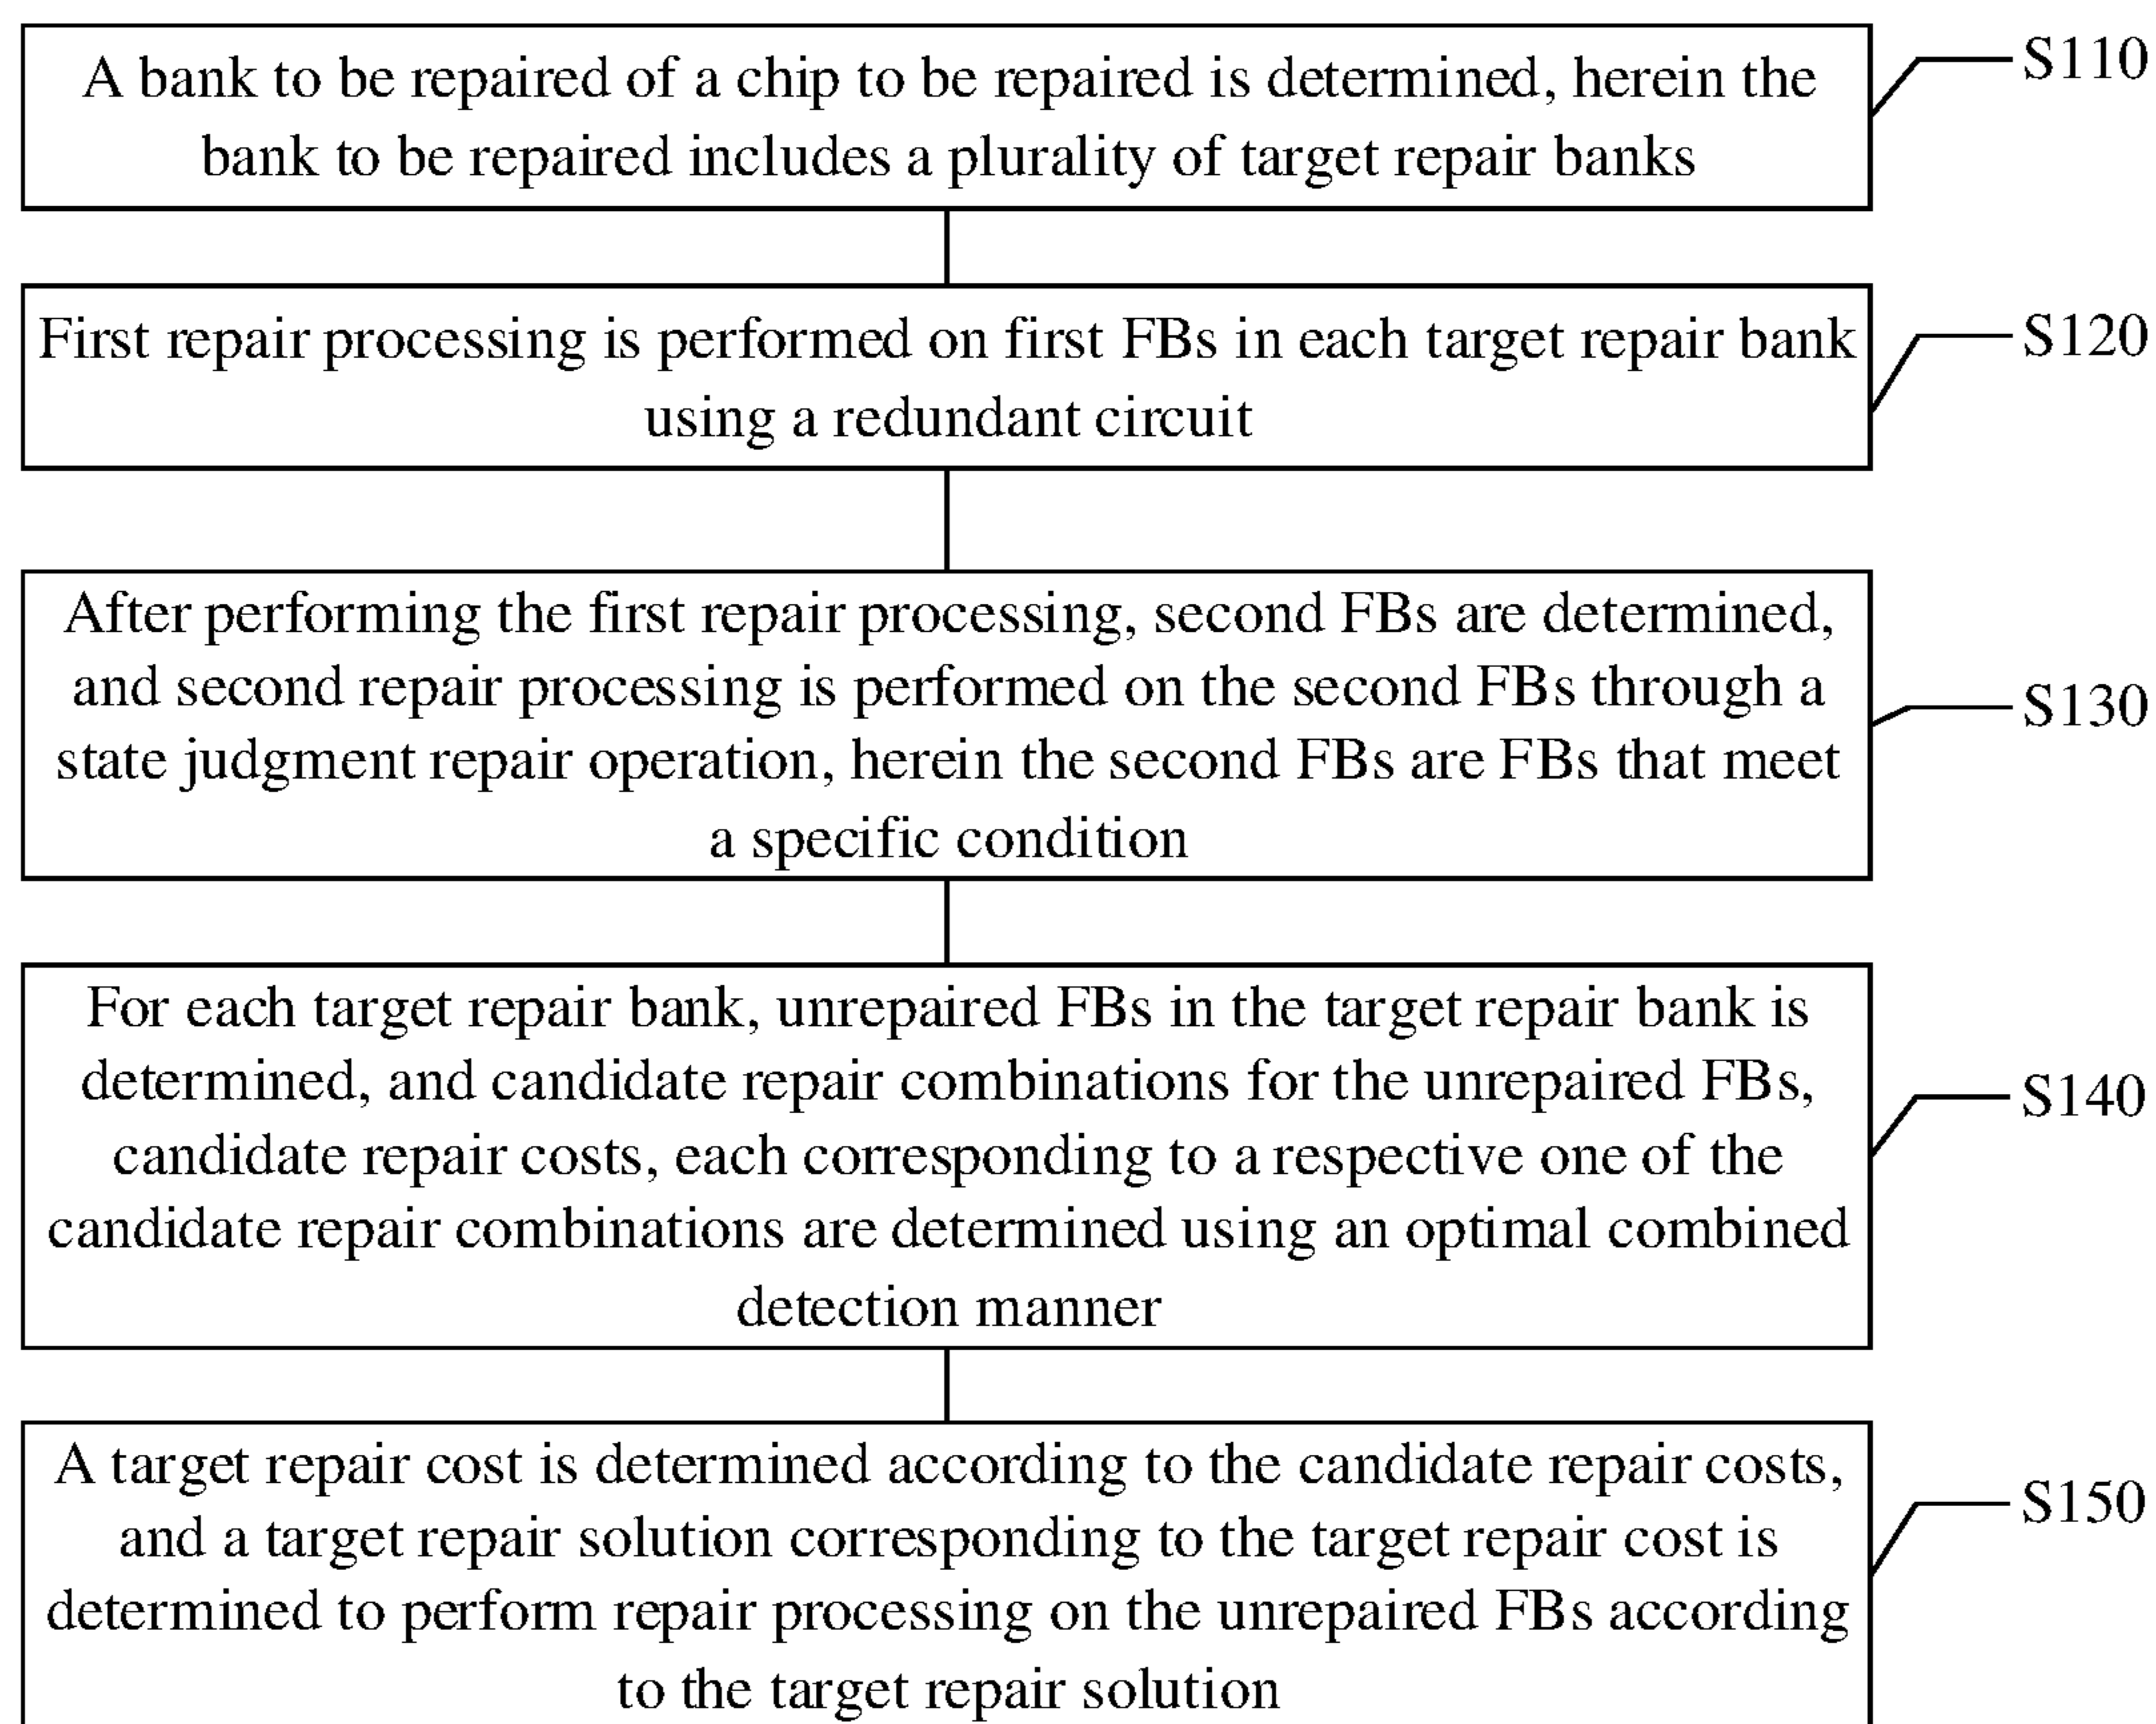 A bank to be repaired of a chip to be repaired is determined, herein the
bank to be repaired includes a plurality of target repair banks
S110
First repair processing is performed on first FBs in each target repair bank
using a redundant circuit
S120
After performing the first repair processing, second FBs are determined,
and second repair processing is performed on the second FBs through a
state judgment repair operation, herein the second FBs are FBs that meet
a specific condition
S130
For each target repair bank, unrepaired FBs in the target repair bank is
determined, and candidate repair combinations for the unrepaired FBs,
candidate repair costs, each corresponding to a respective one of the
candidate repair combinations are determined using an optimal combined
detection manner
S140
A target repair cost is determined according to the candidate repair costs,
and a target repair solution corresponding to the target repair cost is
determined to perform repair processing on the unrepaired FBs according
to the target repair solution
S150